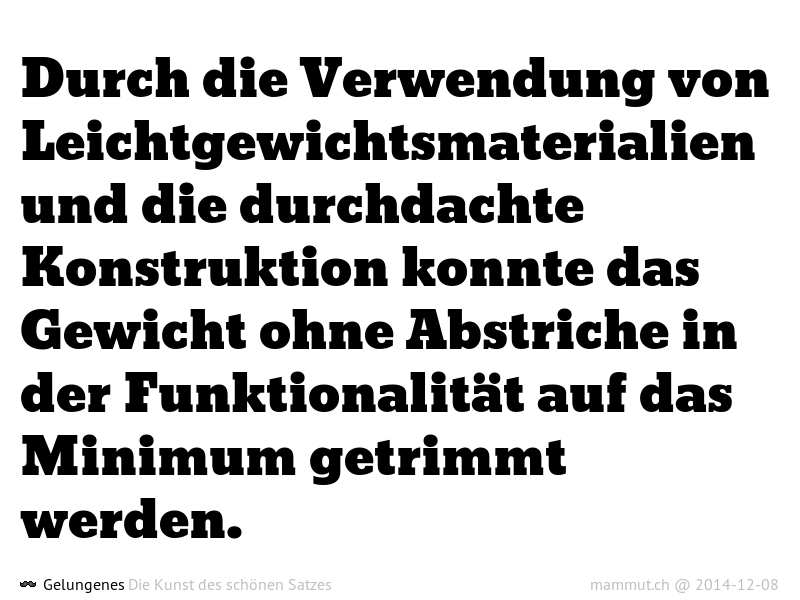 Durch die Verwendung von
Leichtgewichtsmaterialien
und die durchdachte
Konstruktion konnte das
Gewicht ohne Abstriche in
der Funktionalität auf das
Minimum getrimmt
werden.
Gelungenes Die Kunst des schönen Satzes
mammut.ch @ 2014-12-08